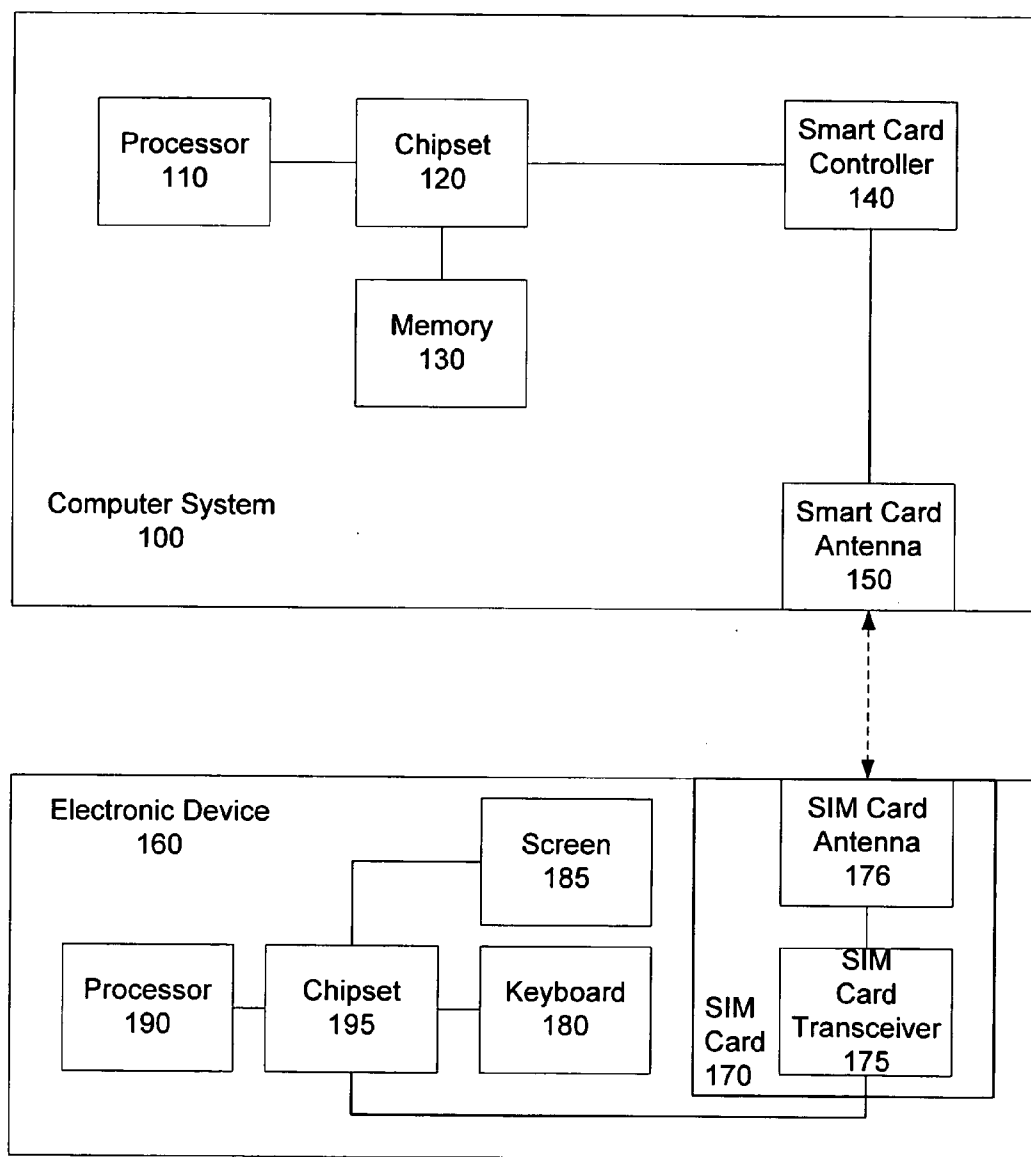 Processor
110
Chipset
120
Smart Card
Controller
140
Memory
130
Computer System
100
Smart Card
Antenna
150
Electronic Device
160
Screen
185
SIM Card
Antenna
176
Processor
190
Chipset
195
Keyboard
180
SIM
Card
170
SIM
Card
Transceiver
175